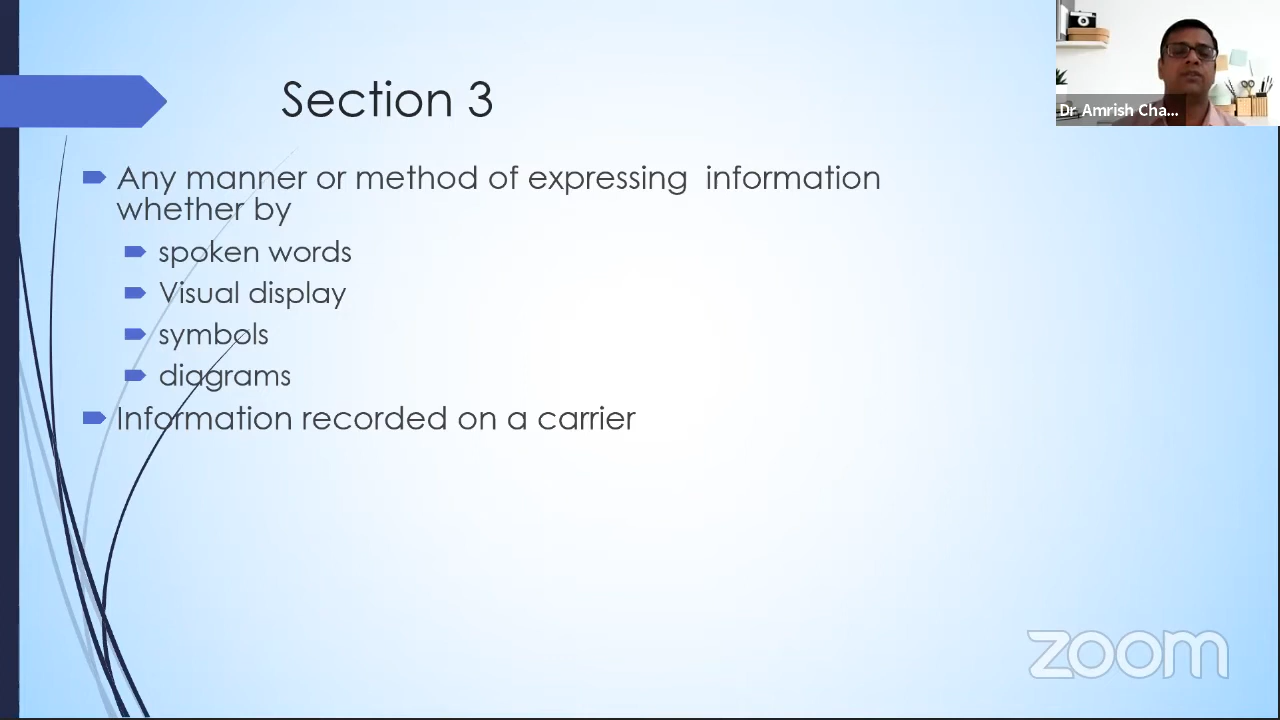 Section 3
Any manner or method of expressing information
whether by
spoken words
Visual display
symbols
diagrams
Information recorded on a carrier
Dr Amrish Cha...
zoom